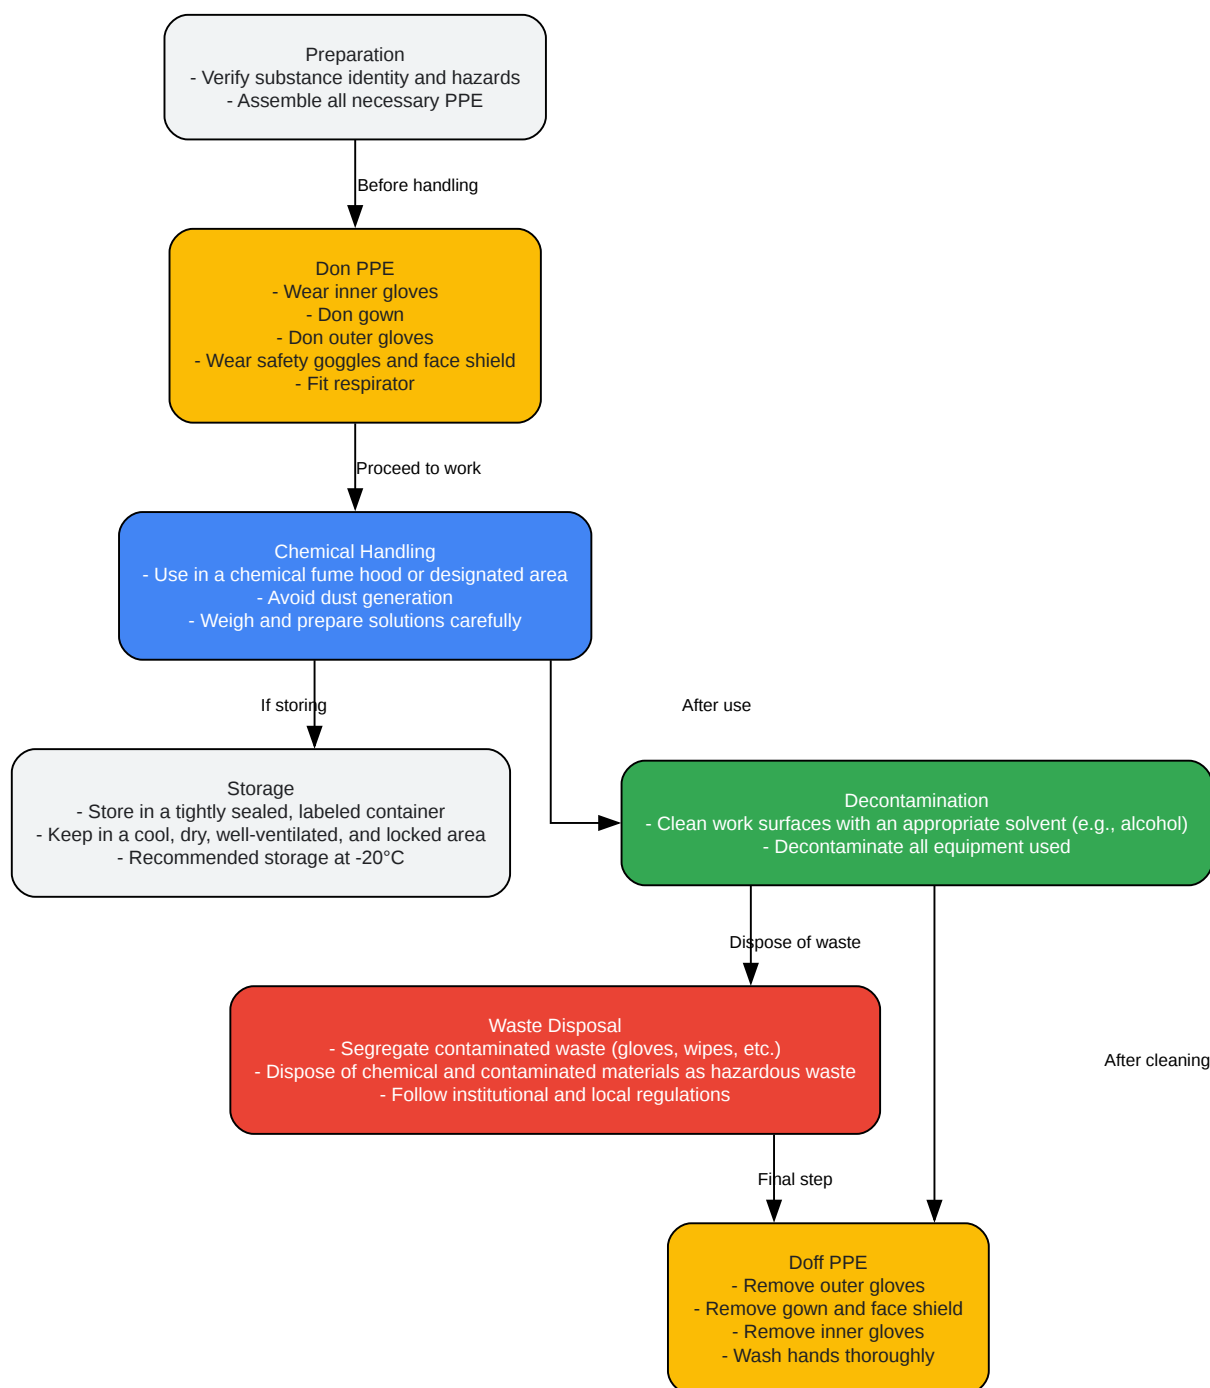 Preparation
- Verify substance identity and hazards
- Assemble all necessary PPE
Before handling
Don PPE
- Wear inner gloves
- Don gown
- Don outer gloves
- Wear safety goggles and face shield
- Fit respirator
Proceed to work
Chemical Handling
- Use in a chemical fume hood or designated area
- Avoid dust generation
- Weigh and prepare solutions carefully
If storing
After use
Storage
- Store in a tightly sealed, labeled container
- Keep in a cool, dry, well-ventilated, and locked area
- Recommended storage at -20°C
Decontamination
- Clean work surfaces with an appropriate solvent (e.g., alcohol)
- Decontaminate all equipment used
Dispose of waste
Waste Disposal
- Segregate contaminated waste (gloves, wipes, etc.)
- Dispose of chemical and contaminated materials as hazardous waste
- Follow institutional and local regulations
After cleaning
Final step
Doff PPE
- Remove outer gloves
- Remove gown and face shield
- Remove inner gloves
- Wash hands thoroughly